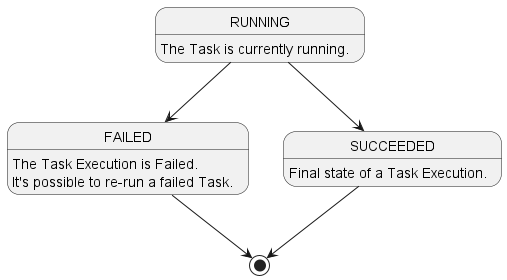 RUNNING
The Task is currently running.
FAILED
The Task Execution is Failed.
It's possible to re-run a failed Task.
SUCCEEDED
Final state of a Task Execution.